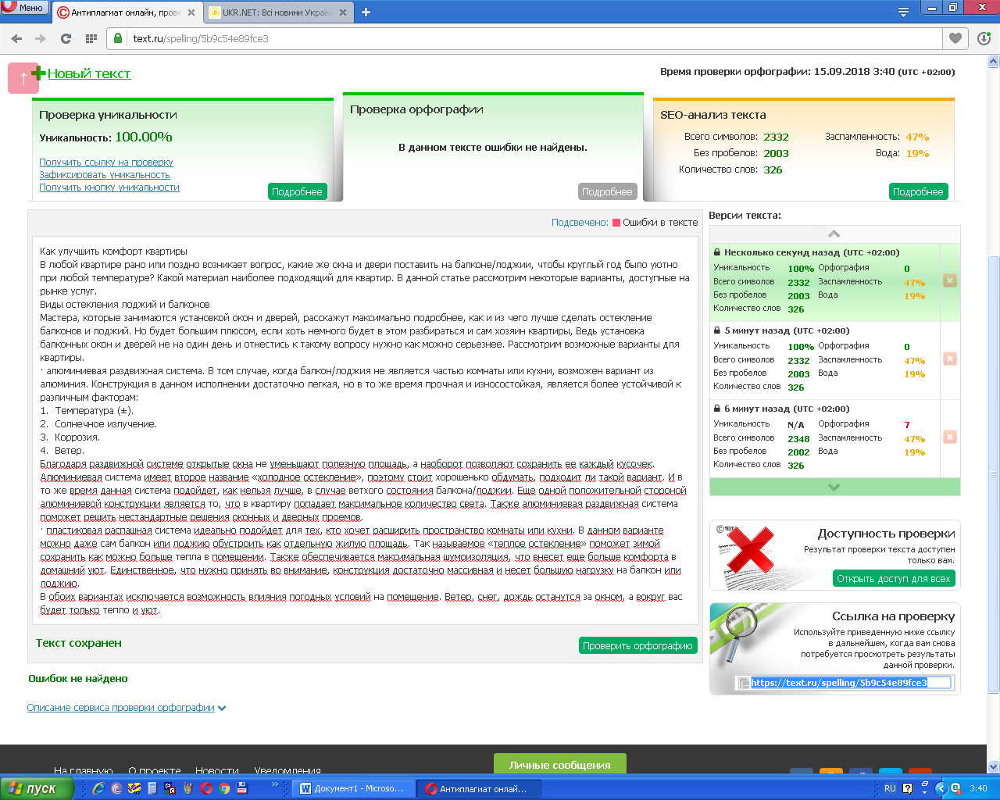 Меню
Антиплагиат онлайн, прове
UKR.NET: Всі новини Україн
text.ru/spelling/5b9c54e89fce3
↑
Новый текст
Время проверки орфографии: 15.09.2018 3:40 (UTC +02:00)
Проверка уникальности
Уникальность: 100.00%
Получить ссылку на проверку
Зафиксировать уникальность
Получить кнопку уникальности
Подробнее
Проверка орфографии
В данном тексте ошибки не найдены.
Подробнее
SEO-анализ текста
Всего символов: 2332 Заспамленность: 47%
Без пробелов: 2003 Вода: 19%
Количество слов: 326
Подробнее
Подсвечено: Ошибки в тексте
Как улучшить комфорт квартиры
В любой квартире рано или поздно возникает вопрос, какие же окна и двери поставить на балконе/лоджии, чтобы круглый год было уютно
при любой температуре? Какой материал наиболее подходящий для квартир. В данной статье рассмотрим некоторые варианты, доступные на
рынке услуг.
Виды остекления лоджий и балконов
Мастера, которые занимаются установкой окон и дверей, расскажут максимально подробнее, как и из чего лучше сделать остекление
балконов и лоджий. Но будет большим плюсом, если хоть немного будет в этом разбираться и сам хозяин квартиры, Ведь установка
балконных окон и дверей не на один день и отнестись к такому вопросу нужно как можно серьезнее. Рассмотрим возможные варианты для
квартиры.
· алюминиевая раздвижная система. В том случае, когда балкон/лоджия не является частью комнаты или кухни, возможен вариант из
алюминия. Конструкция в данном исполнении достаточно легкая, но в то же время прочная и износостойкая, является более устойчивой к
различным факторам:
1. Температура (±).
2. Солнечное излучение.
3. Коррозия.
4. Ветер.
Благодаря раздвижной системе открытые окна не уменьшают полезную площадь, а наоборот позволяют сохранить ее каждый кусочек.
Алюминиевая система имеет второе название «холодное остекление», поэтому стоит хорошенько обдумать, подходит ли такой вариант. И в
то же время данная система подойдет, как нельзя лучше, в случае ветхого состояния балкона/лоджии. Еще одной положительной стороной
алюминиевой конструкции является то, что в квартиру попадает максимальное количество света. Также алюминиевая раздвижная система
поможет решить нестандартные решения оконных и дверных проемов.
· пластиковая распашная система идеально подойдет для тех, кто хочет расширить пространство комнаты или кухни. В данном варианте
можно даже сам балкон или лоджию обустроить как отдельную жилую площадь. Так называемое «теплое остекление» поможет зимой
сохранить как можно больше тепла в помещении. Также обеспечивается максимальная шумоизоляция, что внесет еще больше комфорта в
домашний уют. Единственное, что нужно принять во внимание, конструкция достаточно массивная и несет большую нагрузку на балкон или
лоджию.
В обоих вариантах исключается возможность влияния погодных условий на помещение. Ветер, снег, дождь останутся за окном, а вокруг вас
будет только тепло и уют.
Текст сохранен
Проверить орфографию
Ошибок не найдено
Описание сервиса проверки орфографии
Версии текста:
Несколько секунд назад (UTC +02:00)
Уникальность 100% Орфография 0
Всего символов 2332 Заспамленность 47%
Без пробелов 2003 Вода 19%
Количество слов 326
5 минут назад (UTC +02:00)
Уникальность 100% Орфография 0
Всего символов 2332 Заспамленность 47%
Без пробелов 2003 Вода 19%
Количество слов 326
6 минут назад (UTC +02:00)
Уникальность N/A Орфография 7
Всего символов 2348 Заспамленность 47%
Без пробелов 2002 Вода 19%
Количество слов 326
Доступность проверки
Результат проверки текста доступен
только вам.
Открыть доступ для всех
Ссылка на проверку
Используйте приведенную ниже ссылку
в дальнейшем, когда вам снова
потребуется просмотреть результаты
данной проверки.
https://text.ru/spelling/5b9c54e89fce3
На главную О проекте Новости Уведомления
Личные сообщения
пуск
Документ1 - Microso...
Антиплагиат онлай...
RU
3:40